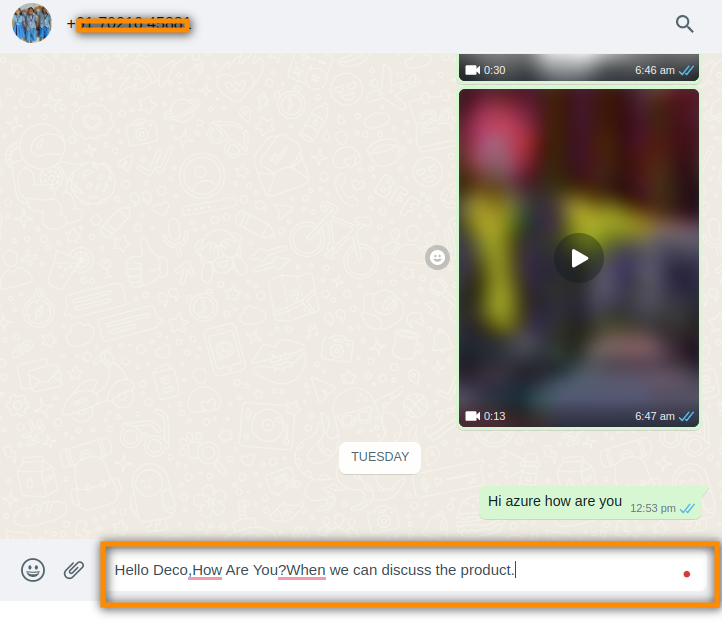 0:30 6:46 am
0:13 6:47 am
TUESDAY
Hi azure how are you 12:53 pm
Hello Deco,How Are You?When we can discuss the product.